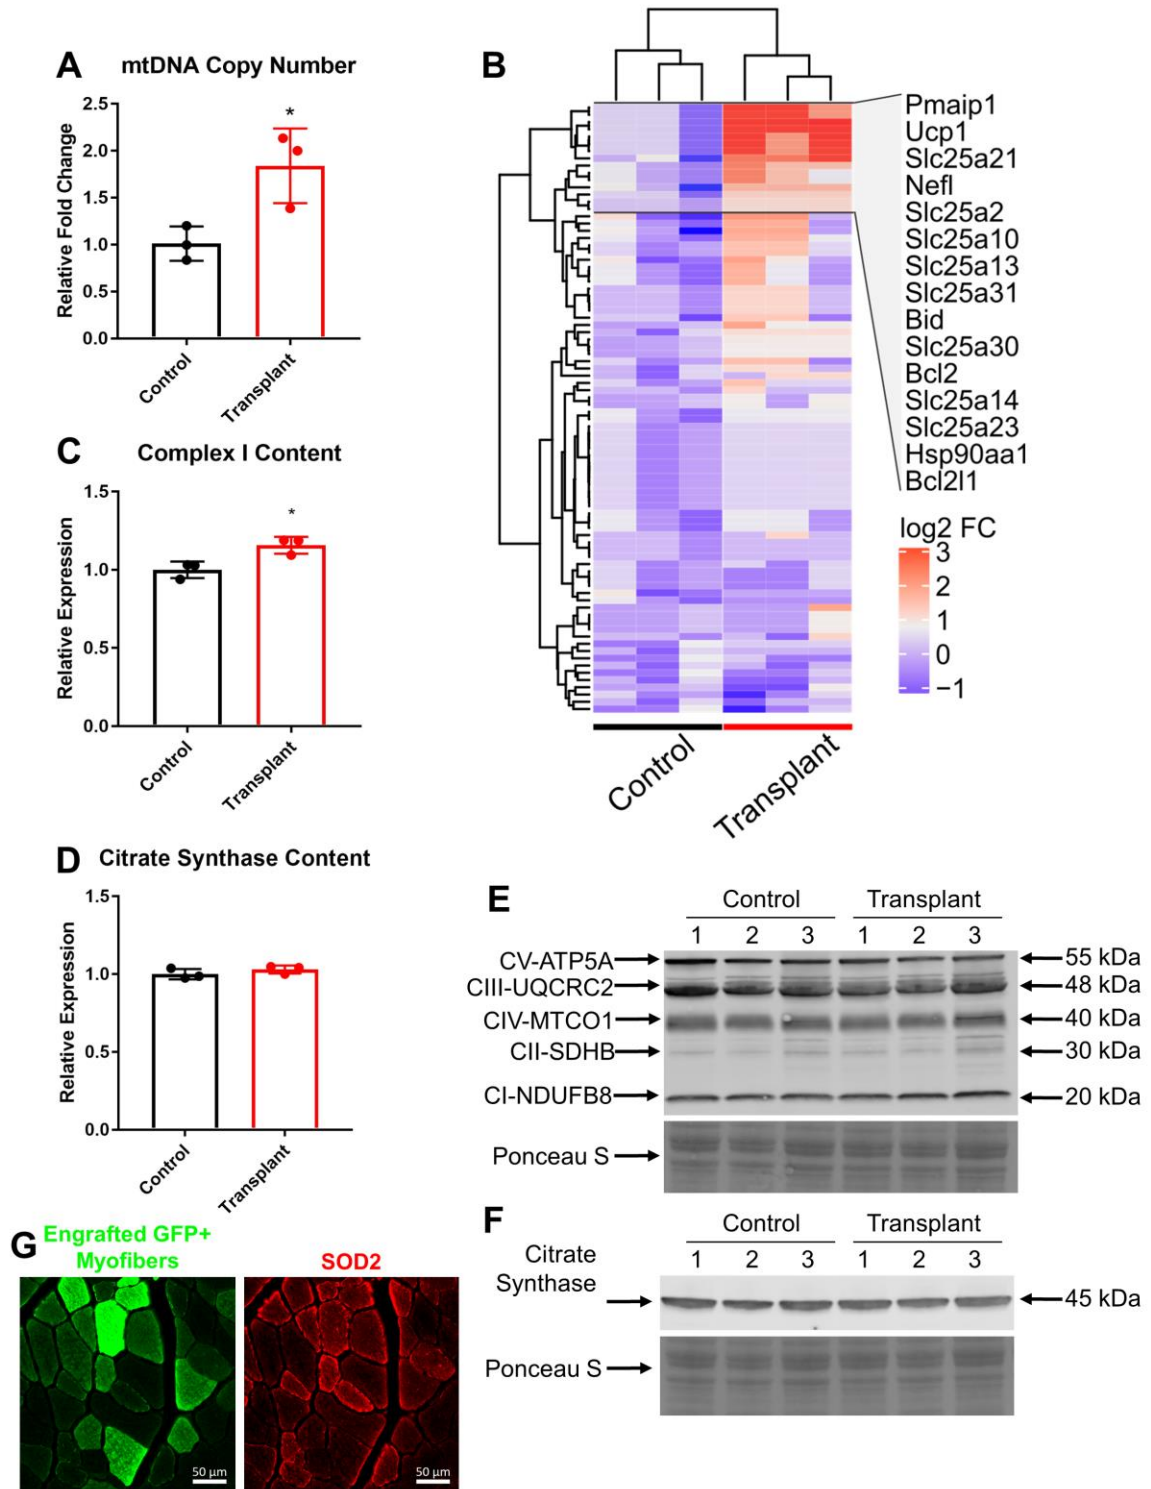 A
mtDNA Copy Number
2.5
2.0
1.5
1.0
0.5
0.0
Relative Fold Change
*
Control
Transplant
B
Pmaip1
Ucp1
Slc25a21
Nefl
Slc25a2
Slc25a10
Slc25a13
Slc25a31
Bid
Slc25a30
Bcl2
Slc25a14
Slc25a23
Hsp90aa1
Bcl2l1
log2 FC
3
2
1
0
−1
Control
Transplant
C
Complex I Content
1.5
1.0
0.5
0.0
Relative Expression
*
Control
Transplant
D
Citrate Synthase Content
1.5
1.0
0.5
0.0
Relative Expression
Control
Transplant
E
Control Transplant
1 2 3 1 2 3
CV-ATP5A 55 kDa
CIII-UQCRC2 48 kDa
CIV-MTCO1 40 kDa
CII-SDHB 30 kDa
CI-NDUFB8 20 kDa
Ponceau S
F
Control Transplant
1 2 3 1 2 3
Citrate
Synthase
45 kDa
Ponceau S
G
Engrafted GFP+
Myofibers
SOD2
50 µm
50 µm